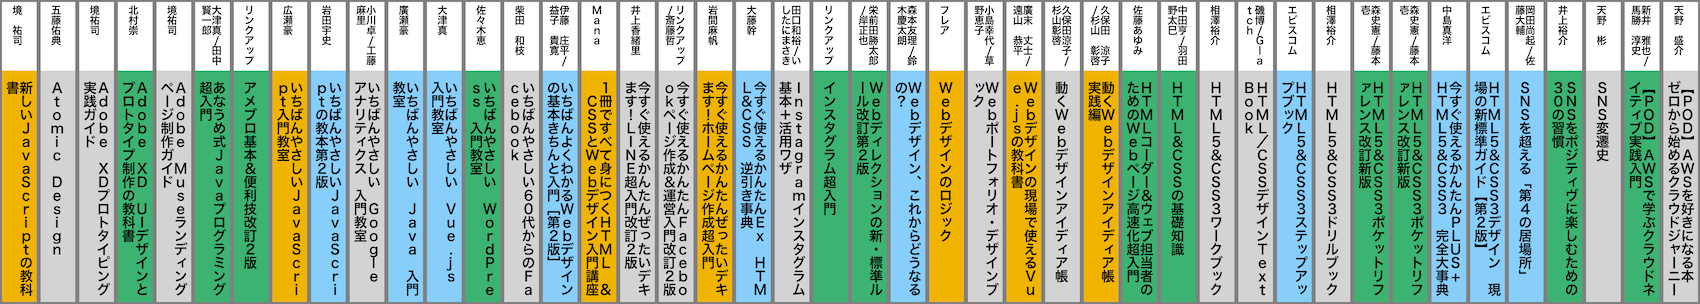 天野 盛介
【POD】AWSを好きになる本
ゼロから始めるクラウドジャーニー
新井 雅也/
馬勝 淳史
【POD】AWSで学ぶクラウドネ
イティブ実践入門
天野 彬
SNS変遷史
井上裕介
SNSをポジティヴに楽しむための
30の習慣
岡田尚起/佐
藤大輔
SNSを超える「第4の居場所」
エビスコム
HTML5&CSS3デザイン 現
場の新標準ガイド【第2版】
中島真洋
今すぐ使えるかんたんPLUS+
HTML5&CSS3 完全大事典
森史憲/藤本
壱
HTML5&CSS3ポケットリフ
ァレンス改訂新版
森史憲/藤本
壱
HTML5&CSS3ポケットリフ
ァレンス改訂新版
相澤裕介
HTML5&CSS3ドリルブック
エビスコム
HTML5&CSS3ステップアッ
プブック
磯博/Gla
tch
HTML/CSSデザインText
Book
相澤裕介
HTML5&CSS3ワークブック
中田亨/羽田
野太巳
HTML&CSSの基礎知識
佐藤あゆみ
HTMLコーダー&ウェブ担当者の
ためのWebページ高速化超入門
久保田 涼子
/杉山 彰啓
動くWebデザインアイディア帳
実践編
久保田涼子/
杉山彰啓
動くWebデザインアイディア帳
廣末 丈士/
遠山 恭平
Webデザインの現場で使えるVu
e.jsの教科書
小島幸代/草
野恵子
Webポートフォリオ・デザインブ
ック
フレア
Webデザインのロジック
森本友理/鈴
木慶太朗
Webデザイン、これからどうなる
の?
栄前田勝太郎
/岸正也
Webディレクションの新・標準ル
ール改訂第2版
リンクアップ
インスタグラム超入門
田口和裕/い
したにまさき
Instagramインスタグラム
基本+活用ワザ
大藤幹
今すぐ使えるかんたんEx HTM
L&CSS 逆引き事典
岩間麻帆
今すぐ使えるかんたんぜったいデキ
ます!ホームページ作成超入門
リンクアップ
/斎藤哲
今すぐ使えるかんたんFacebo
okページ作成&運営入門改訂2版
井上香緒里
今すぐ使えるかんたんぜったいデキ
ます!LINE超入門改訂2版
Mana
1冊ですべて身につくHTML &
CSSとWebデザイン入門講座
伊藤 庄平/
益子 貴寛/
いちばんよくわかるWebデザイン
の基本きちんと入門【第2版】
柴田 和枝
いちばんやさしい60代からのFa
cebook
佐々木恵
いちばんやさしい WordPre
ss 入門教室
大津真
いちばんやさしい Vue.js
入門教室
廣瀬豪
いちばんやさしい Java 入門
教室
小川卓/工藤
麻里
いちばんやさしい Google
アナリティクス 入門教室
岩田宇史
いちばんやさしいJavaScri
ptの教本第2版
広瀬豪
いちばんやさしいJavaScri
pt入門教室
リンクアップ
アメブロ基本&便利技改訂2版
大津真/田中
賢一郎
あなうめ式Javaプログラミング
超入門
境祐司
Adobe Museランディング
ページ制作ガイド
北村崇
Adobe XD UIデザインと
プロトタイプ制作の教科書
境祐司
Adobe XDプロトタイピング
実践ガイド
五藤佑典
Atomic Design
境 祐司
新しいJavaScriptの教科
書